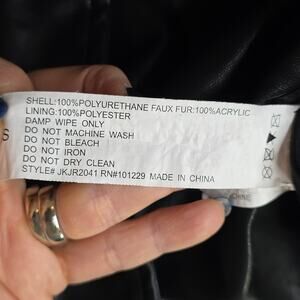 SHELL:100%POLYURETHANE FAUX FUR:100%ACRYLIC
LINING:100%POLYESTER
DAMP WIPE ONLY
DO NOT MACHINE WASH
DO NOT BLEACH
DO NOT IRON
DO NOT DRY CLEAN
STYLE# JKJR2041 RN#101229 MADE IN CHINA
S